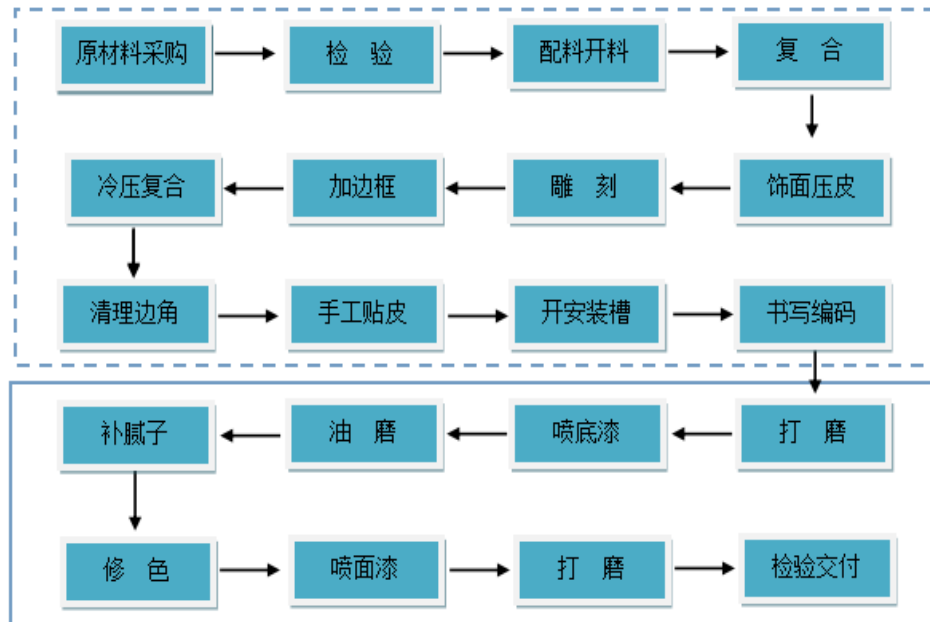 原材料采购
检 验
配料开料
复 合
饰面压皮
雕 刻
加边框
冷压复合
清理边角
手工贴皮
开安装槽
书写编码
打 磨
喷底漆
油 磨
补腻子
修 色
喷面漆
打 磨
检验交付